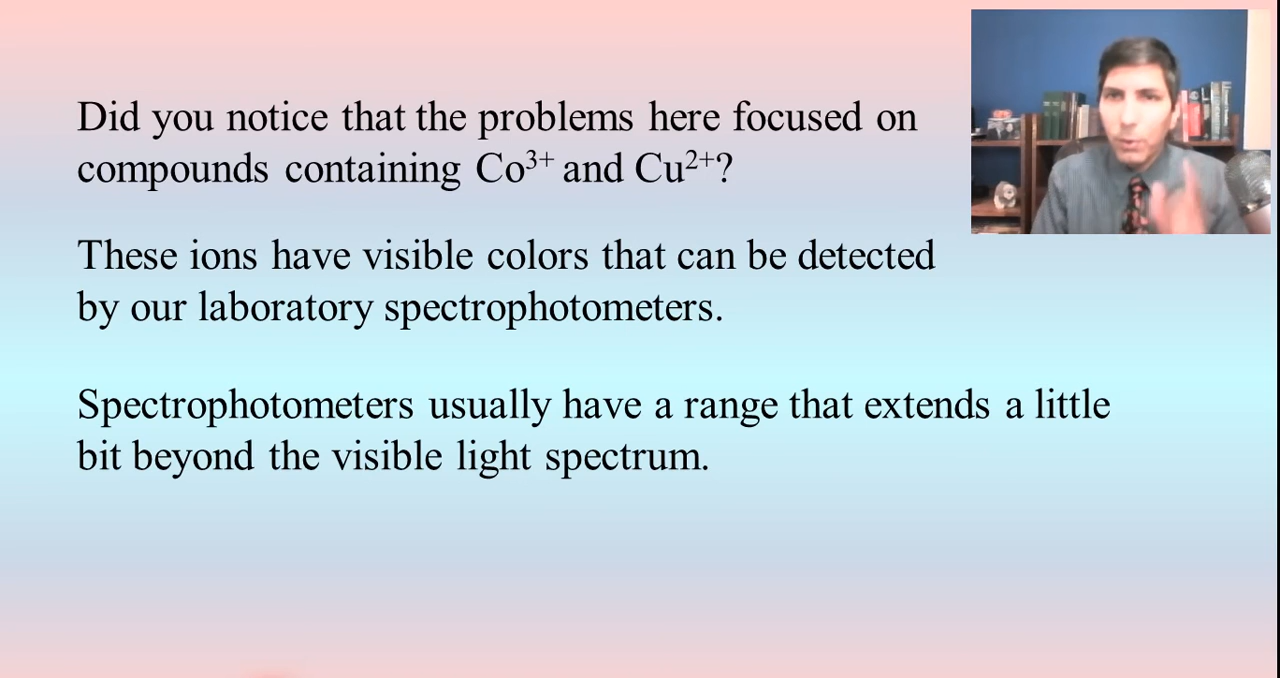 Did you notice that the problems here focused on
compounds containing Co³⁺ and Cu²⁺?
These ions have visible colors that can be detected
by our laboratory spectrophotometers.
Spectrophotometers usually have a range that extends a little
bit beyond the visible light spectrum.